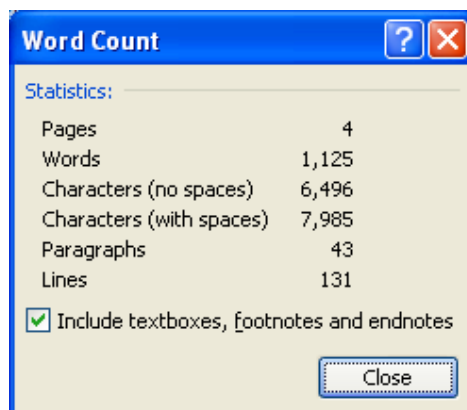 Word Count
Statistics:
Pages 4
Words 1,125
Characters (no spaces) 6,496
Characters (with spaces) 7,985
Paragraphs 43
Lines 131
Include textboxes, footnotes and endnotes
Close